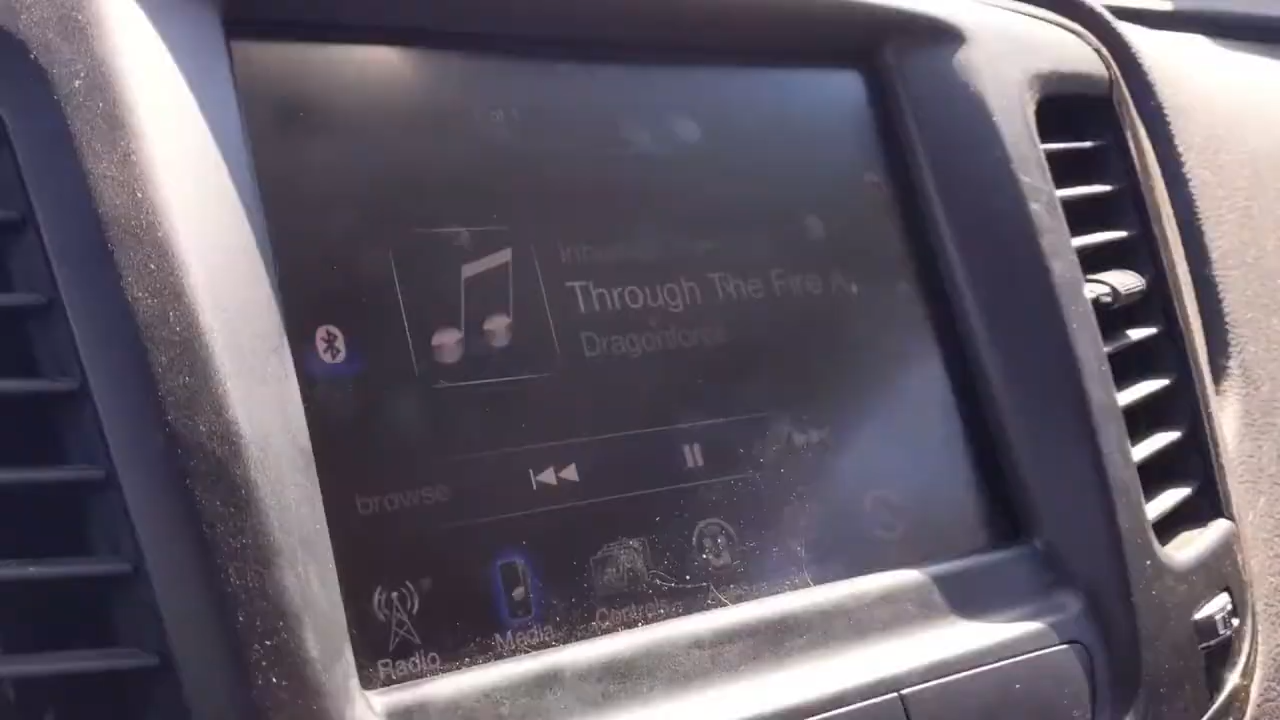 Through The Fire A
Dragonforce
browse
Radio
Media
Controls